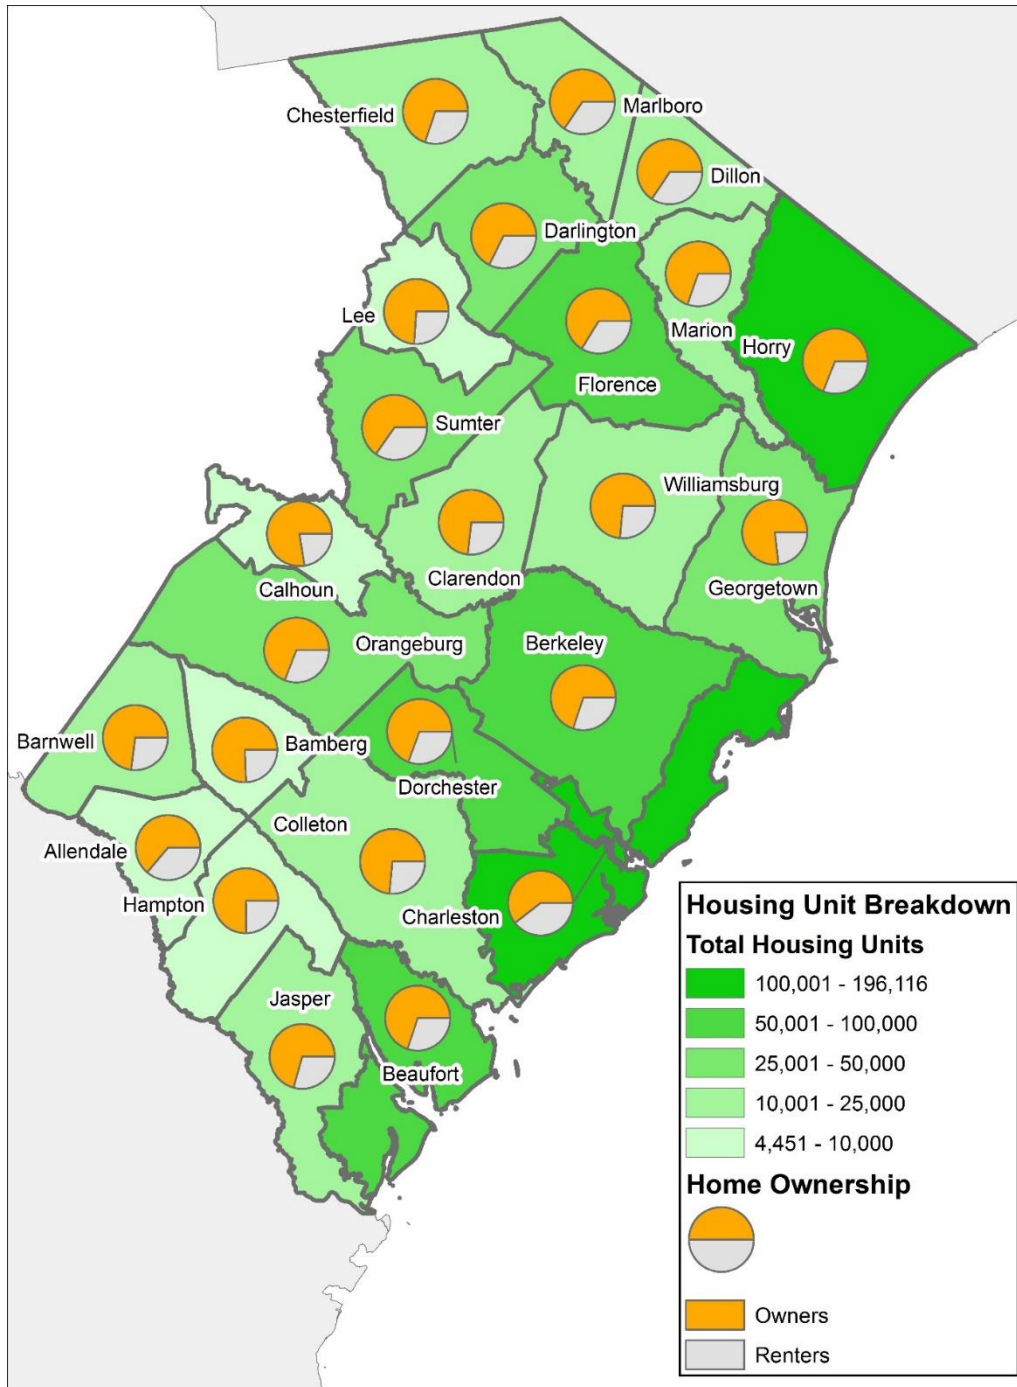 Chesterfield
Marlboro
Dillon
Darlington
Lee
Marion
Horry
Florence
Sumter
Williamsburg
Clarendon
Calhoun
Georgetown
Orangeburg
Berkeley
Barnwell
Bamberg
Dorchester
Colleton
Allendale
Hampton
Charleston
Jasper
Beaufort
Housing Unit Breakdown
Total Housing Units
100,001 - 196,116
50,001 - 100,000
25,001 - 50,000
10,001 - 25,000
4,451 - 10,000
Home Ownership
Owners
Renters